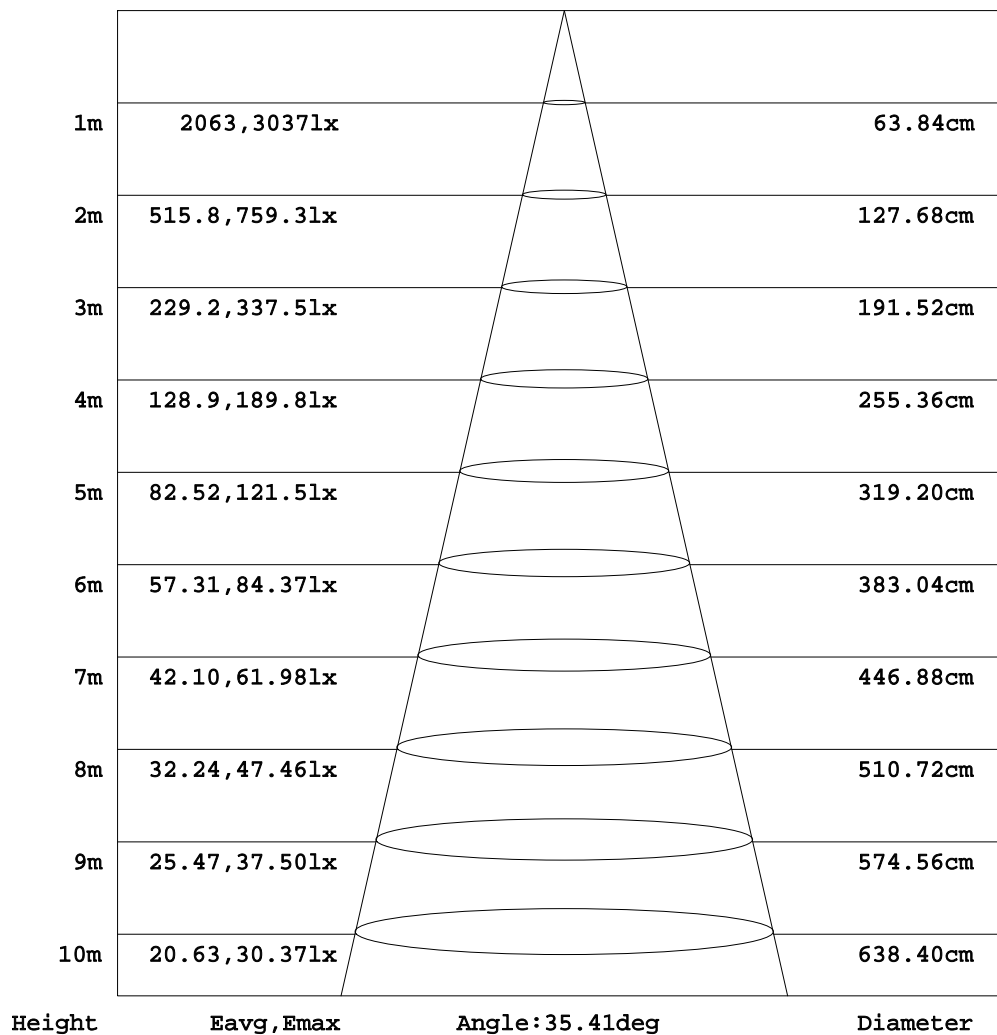 1m 2063,3037lx 63.84cm
2m 515.8,759.3lx 127.68cm
3m 229.2,337.5lx 191.52cm
4m 128.9,189.8lx 255.36cm
5m 82.52,121.5lx 319.20cm
6m 57.31,84.37lx 383.04cm
7m 42.10,61.98lx 446.88cm
8m 32.24,47.46lx 510.72cm
9m 25.47,37.50lx 574.56cm
10m 20.63,30.37lx 638.40cm
Height Eavg,Emax Angle:35.41deg Diameter